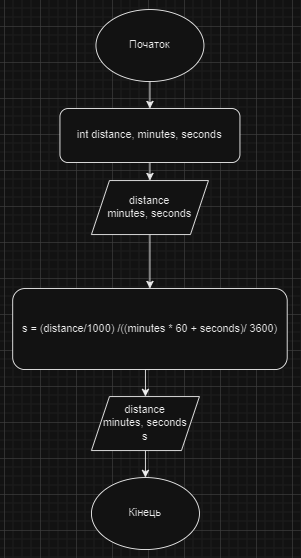 Початок
int distance, minutes, seconds
distance
minutes, seconds
s = (distance/1000) /((minutes * 60 + seconds)/ 3600)
distance
minutes, seconds
s
Кінець